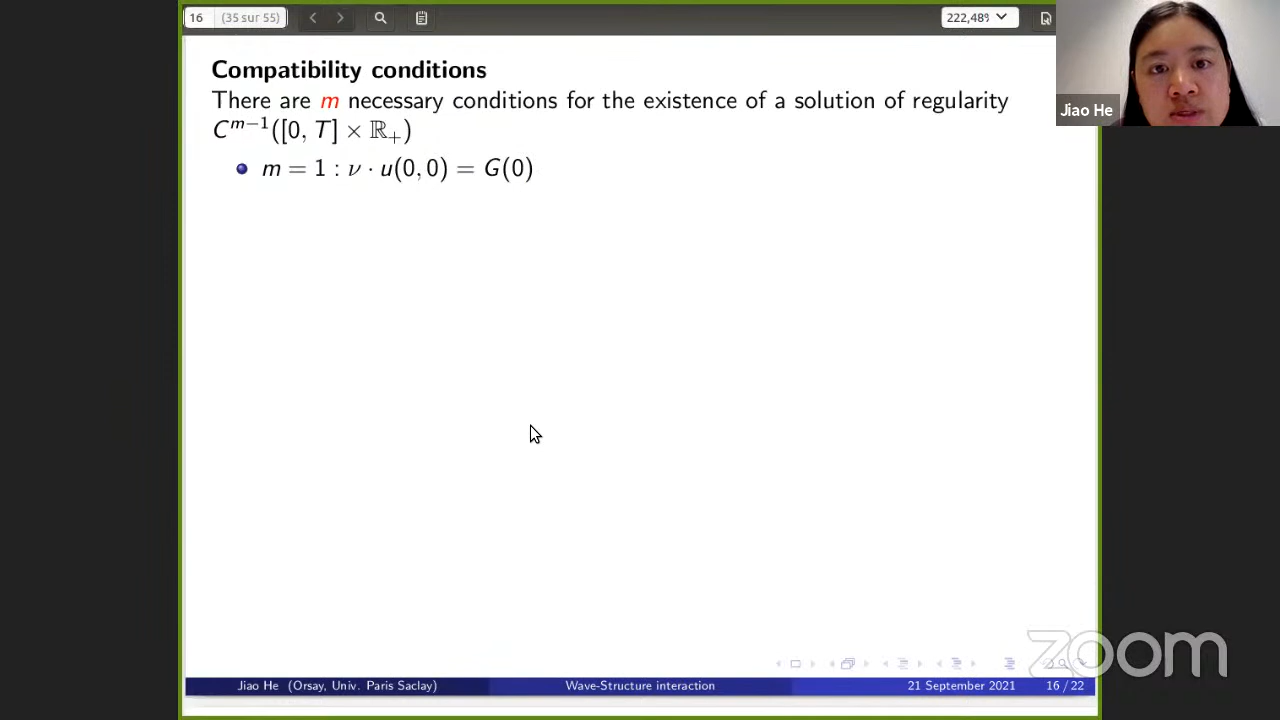 16 (35 sur 55)
222,48%
Compatibility conditions
There are m necessary conditions for the existence of a solution of regularity
C^{m−1}([0, T] × ℝ₊)
m = 1 : ν · u(0, 0) = G(0)
Jiao He
zoom
Jiao He (Orsay, Univ. Paris Saclay)
Wave-Structure interaction
21 September 2021
16 / 22